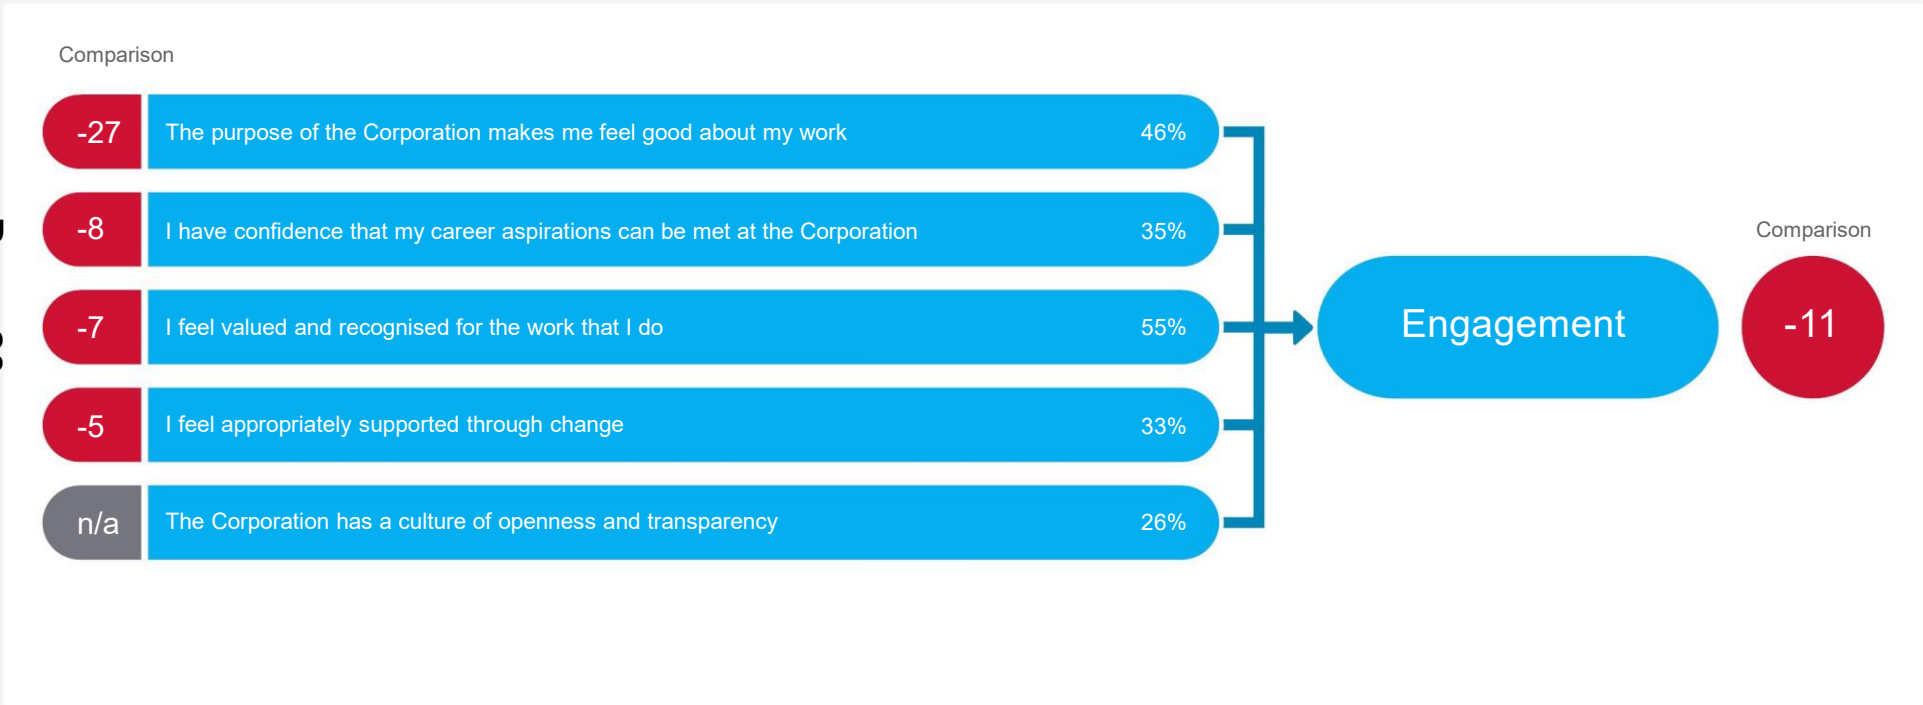 Comparison
-27 The purpose of the Corporation makes me feel good about my work 46%
-8 I have confidence that my career aspirations can be met at the Corporation 35%
-7 I feel valued and recognised for the work that I do 55%
-5 I feel appropriately supported through change 33%
n/a The Corporation has a culture of openness and transparency 26%
Engagement
Comparison
-11